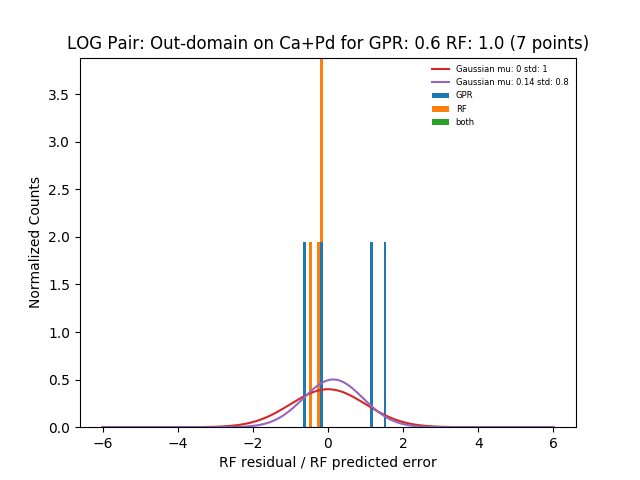 LOG Pair: Out-domain on Ca+Pd for GPR: 0.6 RF: 1.0 (7 points)
Gaussian mu: 0 std: 1
Gaussian mu: 0.14 std: 0.8
GPR
RF
both
Normalized Counts
3.5
3.0
2.5
2.0
1.5
1.0
0.5
0.0
−6
−4
−2
0
2
4
6
RF residual / RF predicted error